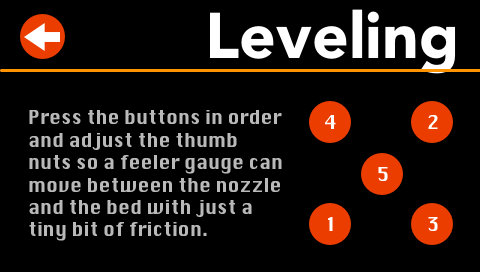 Leveling
Press the buttons in order
and adjust the thumb
nuts so a feeler gauge can
move between the nozzle
and the bed with just a
tiny bit of friction.
4
2
5
1
3